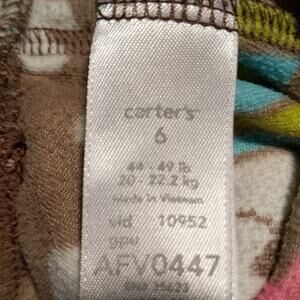 carter's
6
44 - 49 lb
20 - 22.2 kg
Made in Vietnam
vid 10952
gpu
AFV0447